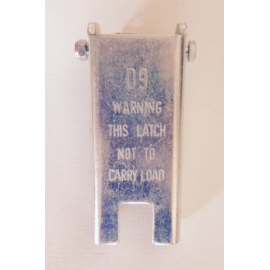 09
WARNING
THIS LATCH
NOT TO
CARRY LOAD